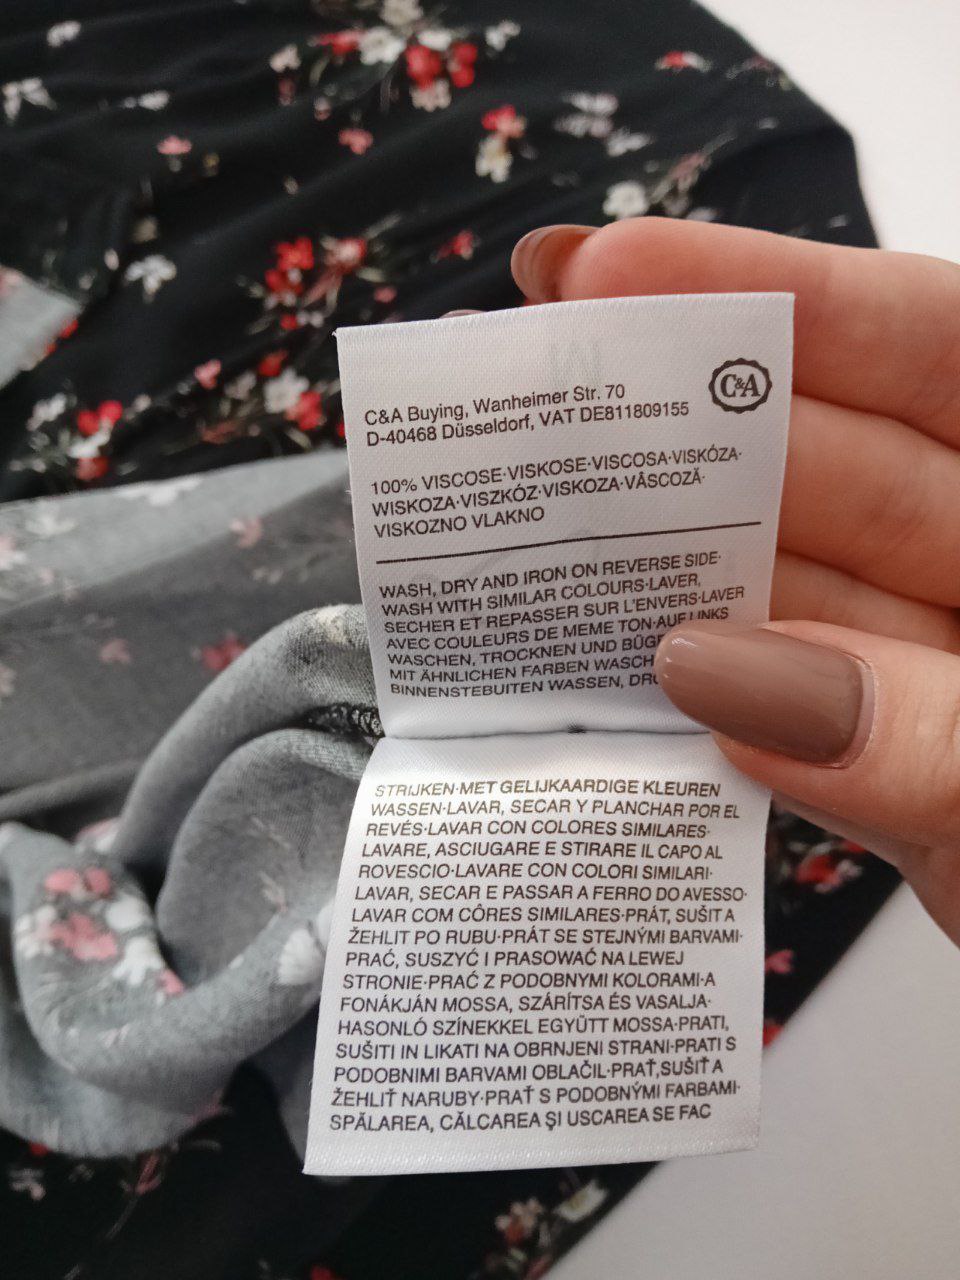 C&A
C&A Buying, Wanheimer Str. 70
D-40468 Düsseldorf, VAT DE811809155
100% VISCOSE·VISKOSE·VISCOSA·VISKÓZA·
WISKOZA·VISZKÓZ·VISKOZA·VÂSCOZĂ·
VISKOZNO VLAKNO
WASH, DRY AND IRON ON REVERSE SIDE·
WASH WITH SIMILAR COLOURS·LAVER,
SECHER ET REPASSER SUR L'ENVERS·LAVER
AVEC COULEURS DE MEME TON·AUF LINKS
WASCHEN, TROCKNEN UND BÜG
MIT ÄHNLICHEN FARBEN WASCH
BINNENSTEBUITEN WASSEN, DRO
STRIJKEN·MET GELIJKAARDIGE KLEUREN
WASSEN·LAVAR, SECAR Y PLANCHAR POR EL
REVÉS·LAVAR CON COLORES SIMILARES·
LAVARE, ASCIUGARE E STIRARE IL CAPO AL
ROVESCIO·LAVARE CON COLORI SIMILARI·
LAVAR, SECAR E PASSAR A FERRO DO AVESSO·
LAVAR COM CÔRES SIMILARES·PRÁT, SUŠIT A
ŽEHLIT PO RUBU·PRÁT SE STEJNÝMI BARVAMI·
PRAĆ, SUSZYĆ I PRASOWAĆ NA LEWEJ
STRONIE·PRAĆ Z PODOBNYMI KOLORAMI·A
FONÁKJÁN MOSSA, SZÁRÍTSA ÉS VASALJA·
HASONLÓ SZÍNEKKEL EGYÜTT MOSSA·PRATI,
SUŠITI IN LIKATI NA OBRNJENI STRANI·PRATI S
PODOBNIMI BARVAMI OBLAČIL·PRAŤ,SUŠIŤ A
ŽEHLIŤ NARUBY·PRAŤ S PODOBNÝMI FARBAMI·
SPĂLAREA, CĂLCAREA ŞI USCAREA SE FAC